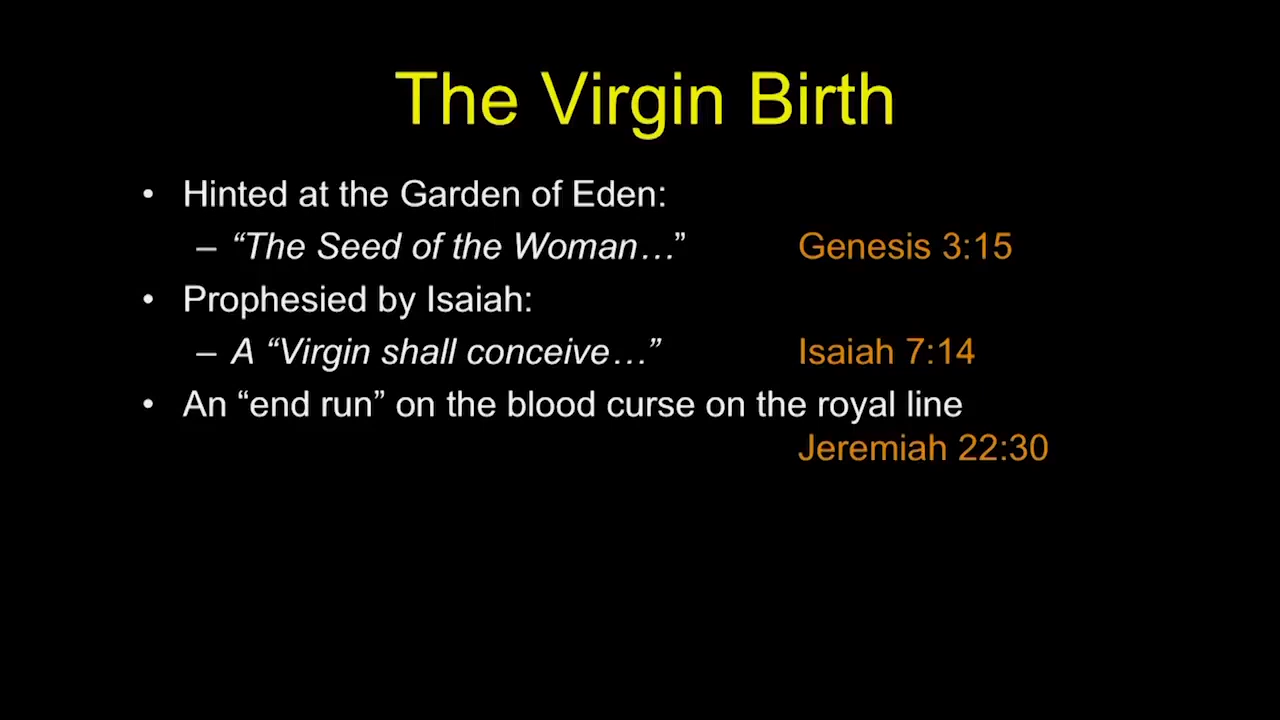 The Virgin Birth
• Hinted at the Garden of Eden:
– “The Seed of the Woman…” Genesis 3:15
• Prophesied by Isaiah:
– A “Virgin shall conceive…” Isaiah 7:14
• An “end run” on the blood curse on the royal line
Jeremiah 22:30